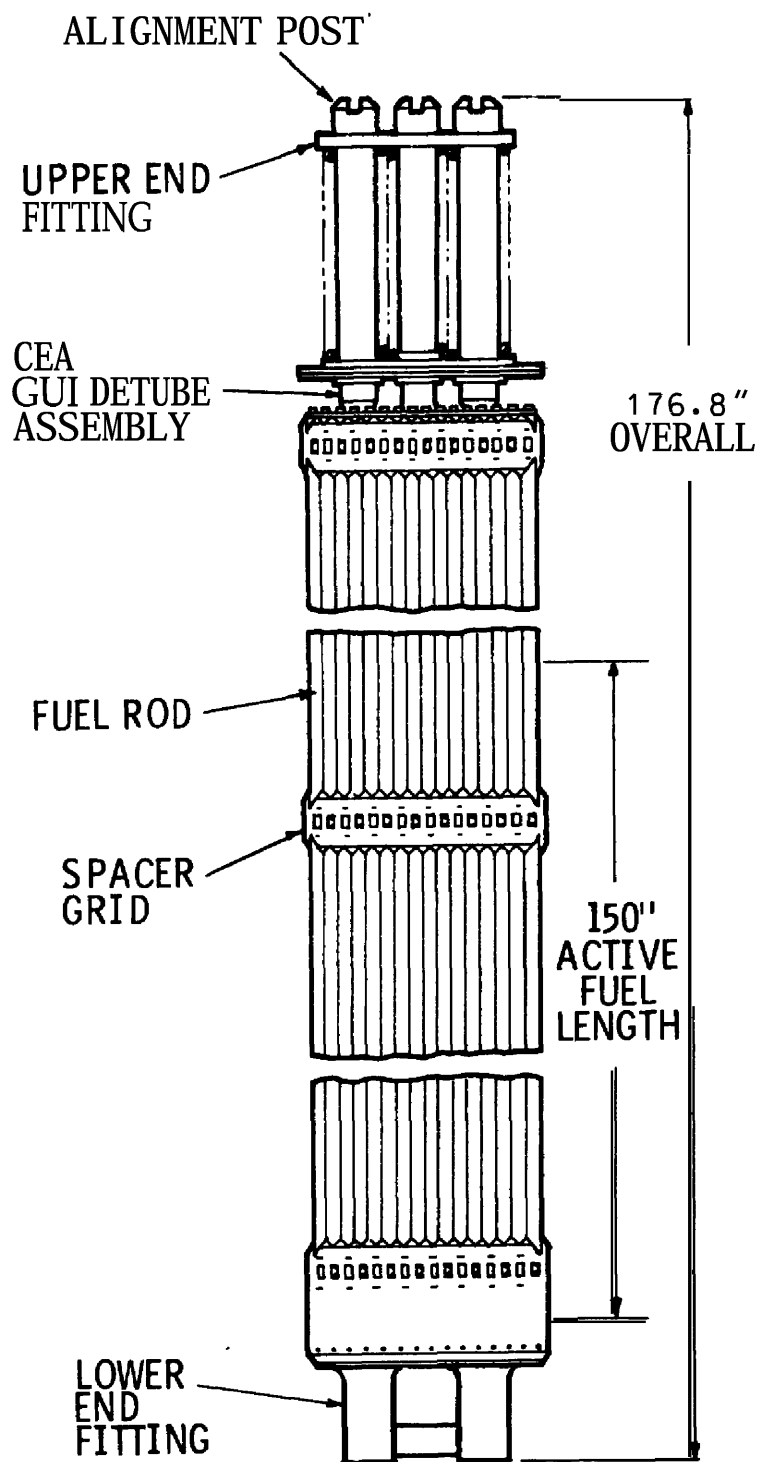 ALIGNMENT POST
UPPER END
FITTING
CEA
GUI DETUBE
ASSEMBLY
176.8"
OVERALL
FUEL ROD
SPACER
GRID
150"
ACTIVE
FUEL
LENGTH
LOWER
END
FITTING